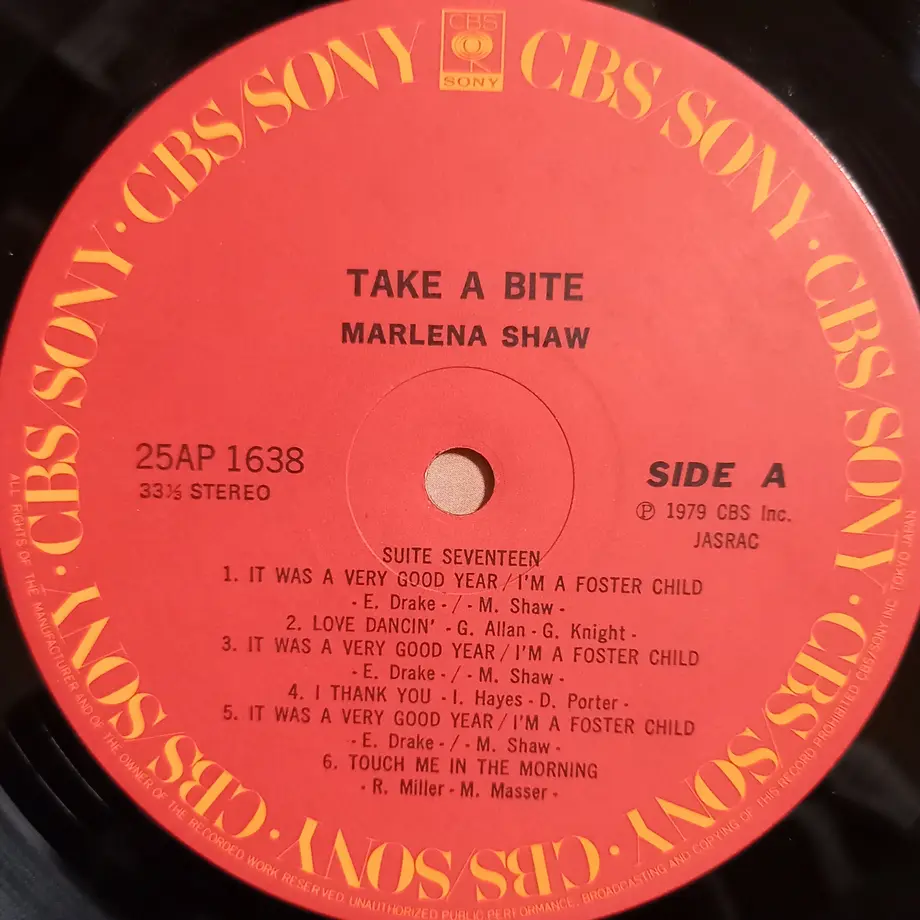 CBS
SONY
CBS/SONY · CBS/SONY · CBS/SONY · CBS/SONY · CBS/SONY · CBS/SONY · CBS/SONY · CBS/SONY · CBS/SONY
TAKE A BITE
MARLENA SHAW
25AP 1638
33⅓ STEREO
SIDE A
Ⓟ 1979 CBS Inc.
JASRAC
SUITE SEVENTEEN
1. IT WAS A VERY GOOD YEAR / I'M A FOSTER CHILD
- E. Drake - / - M. Shaw -
2. LOVE DANCIN' - G. Allan - G. Knight -
3. IT WAS A VERY GOOD YEAR / I'M A FOSTER CHILD
- E. Drake - / - M. Shaw -
4. I THANK YOU - I. Hayes - D. Porter -
5. IT WAS A VERY GOOD YEAR / I'M A FOSTER CHILD
- E. Drake - / - M. Shaw -
6. TOUCH ME IN THE MORNING
- R. Miller - M. Masser -
ALL RIGHTS OF THE MANUFACTURER AND OF THE OWNER OF THE RECORDED WORK RESERVED. UNAUTHORIZED PUBLIC PERFORMANCE, BROADCASTING AND COPYING OF THIS RECORD PROHIBITED CBS/SONY INC. TOKYO JAPAN